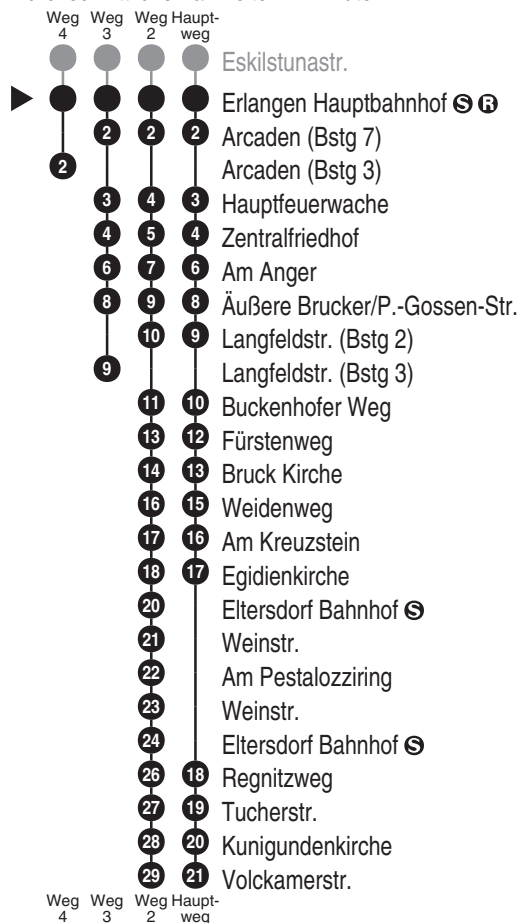 Weg Weg Weg Haupt-
4 3 2 weg
Eskilstunastr.
Erlangen Hauptbahnhof S R
2 2 2 Arcaden (Bstg 7)
2 Arcaden (Bstg 3)
3 4 3 Hauptfeuerwache
4 5 4 Zentralfriedhof
6 7 6 Am Anger
8 9 8 Äußere Brucker/P.-Gossen-Str.
10 9 Langfeldstr. (Bstg 2)
9 Langfeldstr. (Bstg 3)
11 10 Buckenhofer Weg
13 12 Fürstenweg
14 13 Bruck Kirche
16 15 Weidenweg
17 16 Am Kreuzstein
18 17 Egidienkirche
20 Eltersdorf Bahnhof S
21 Weinstr.
22 Am Pestalozziring
23 Weinstr.
24 Eltersdorf Bahnhof S
26 18 Regnitzweg
27 19 Tucherstr.
28 20 Kunigundenkirche
29 21 Volckamerstr.
Weg Weg Weg Haupt-
4 3 2 weg